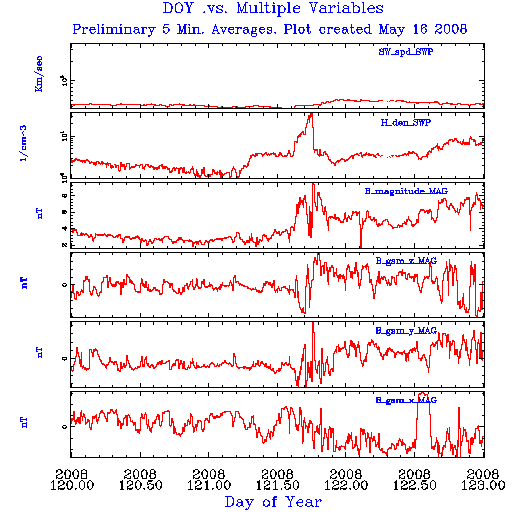 DOY .vs. Multiple Variables
Preliminary 5 Min. Averages. Plot created May 16 2008
SW_spd_SWP
Km/sec
H_den_SWP
1/cm-3
B_magnitude_MAG
8
6
4
2
nT
B_gsm_z_MAG
0
nT
B_gsm_y_MAG
0
nT
B_gsm_x_MAG
0
nT
2008 2008 2008 2008 2008 2008 2008
120.00 120.50 121.00 121.50 122.00 122.50 123.00
Day of Year